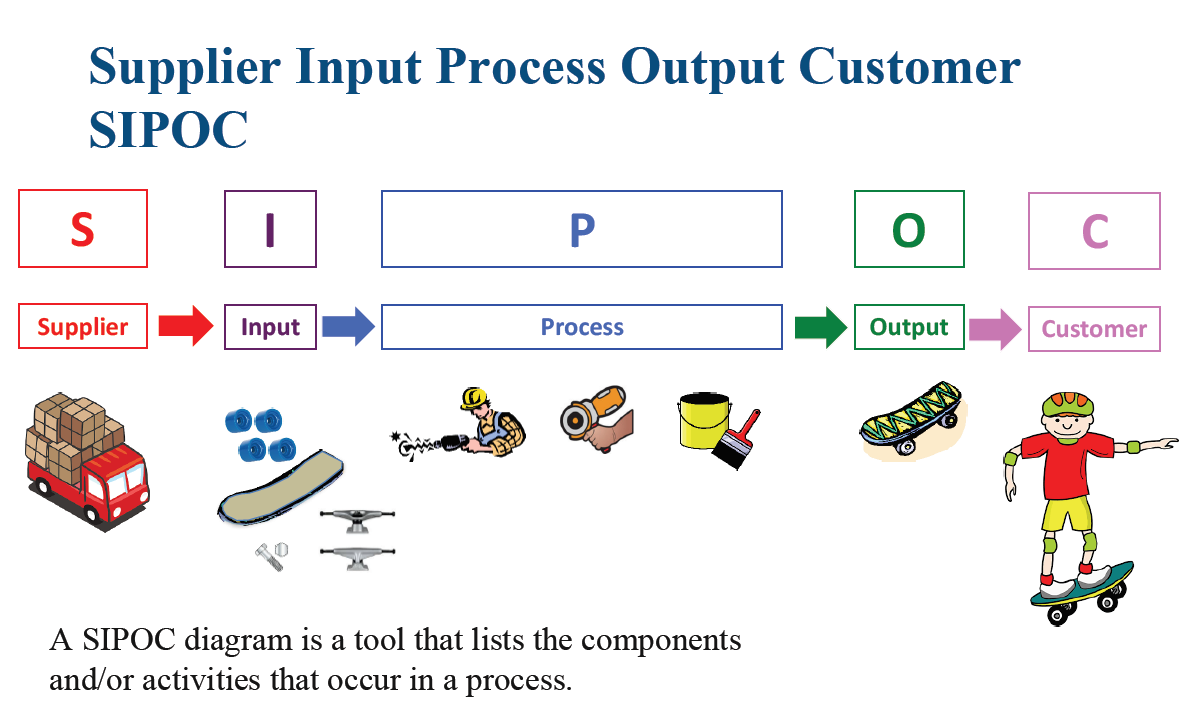 Supplier Input Process Output Customer
SIPOC
S
I
P
O
C
Supplier
Input
Process
Output
Customer
A SIPOC diagram is a tool that lists the components
and/or activities that occur in a process.